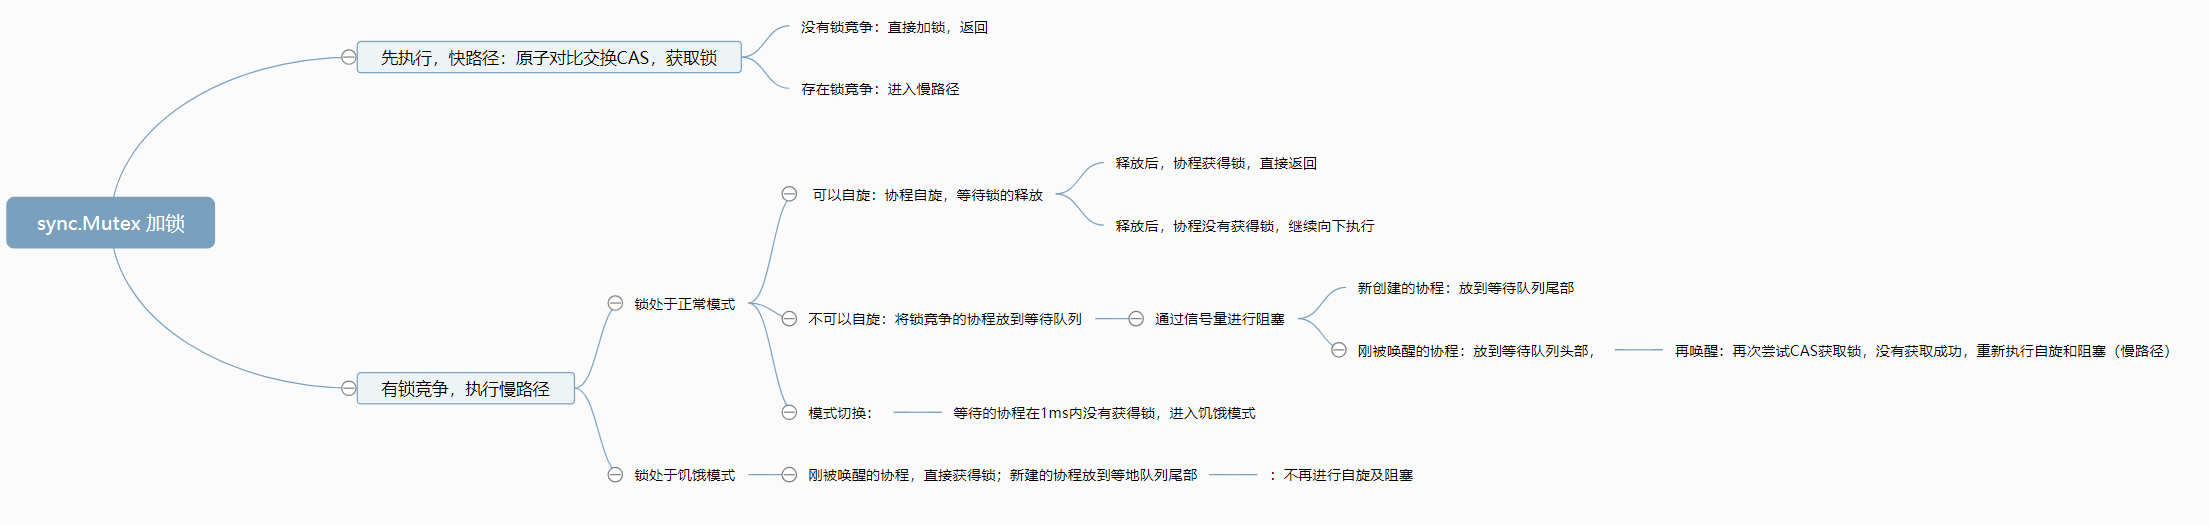 sync.Mutex 加锁
先执行，快路径：原子对比交换CAS，获取锁
没有锁竞争：直接加锁，返回
存在锁竞争：进入慢路径
有锁竞争，执行慢路径
锁处于正常模式
可以自旋：协程自旋，等待锁的释放
释放后，协程获得锁，直接返回
释放后，协程没有获得锁，继续向下执行
不可以自旋：将锁竞争的协程放到等待队列
通过信号量进行阻塞
新创建的协程：放到等待队列尾部
刚被唤醒的协程：放到等待队列头部，
再唤醒：再次尝试CAS获取锁，没有获取成功，重新执行自旋和阻塞（慢路径）
模式切换：
等待的协程在1ms内没有获得锁，进入饥饿模式
锁处于饥饿模式
刚被唤醒的协程，直接获得锁；新建的协程放到等地队列尾部
：不再进行自旋及阻塞